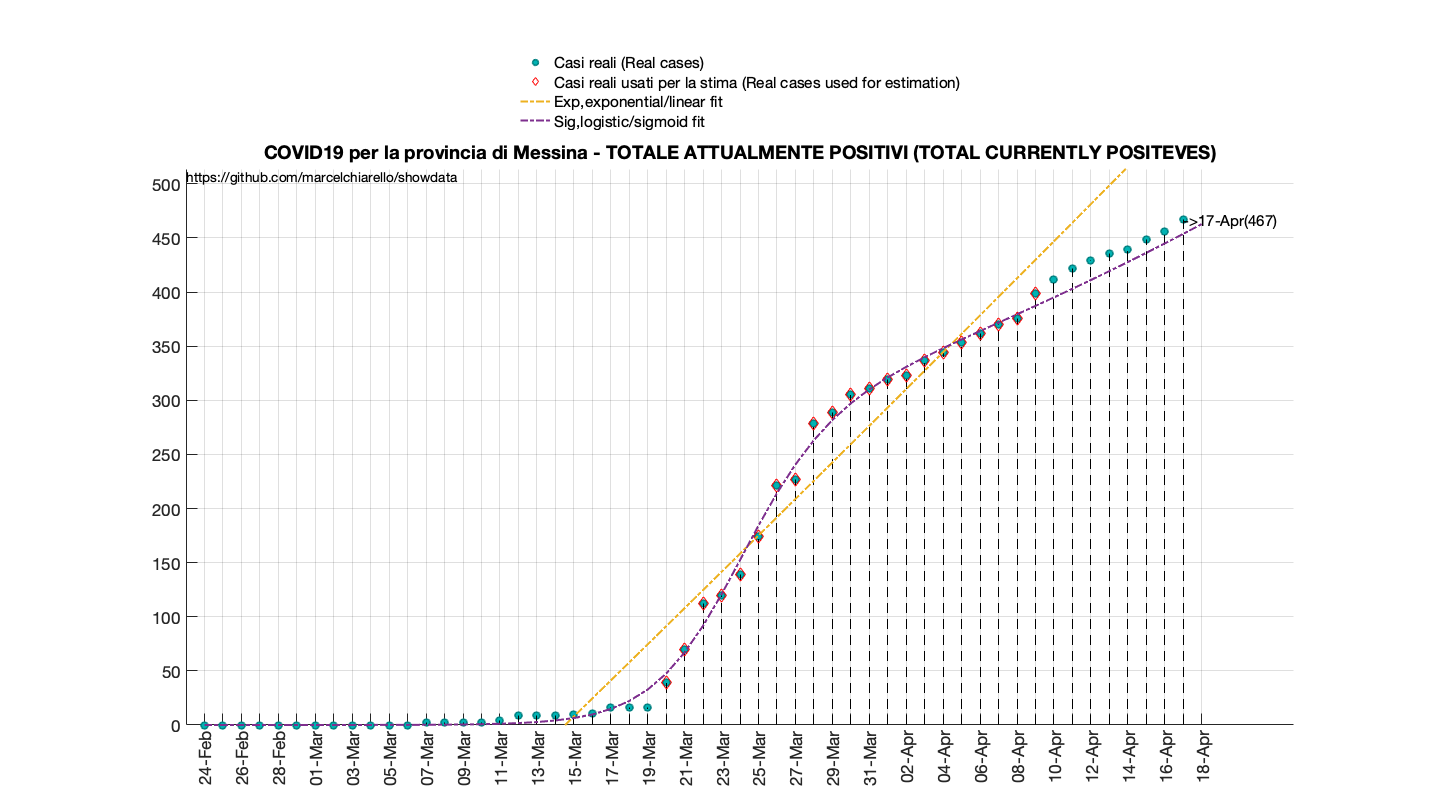 Casi reali (Real cases)
Casi reali usati per la stima (Real cases used for estimation)
Exp,exponential/linear fit
Sig,logistic/sigmoid fit
COVID19 per la provincia di Messina - TOTALE ATTUALMENTE POSITIVI (TOTAL CURRENTLY POSITEVES)
https://github.com/marcelchiarello/showdata
500
450
400
350
300
250
200
150
100
50
0
->17-Apr(467)
24-Feb
26-Feb
28-Feb
01-Mar
03-Mar
05-Mar
07-Mar
09-Mar
11-Mar
13-Mar
15-Mar
17-Mar
19-Mar
21-Mar
23-Mar
25-Mar
27-Mar
29-Mar
31-Mar
02-Apr
04-Apr
06-Apr
08-Apr
10-Apr
12-Apr
14-Apr
16-Apr
18-Apr